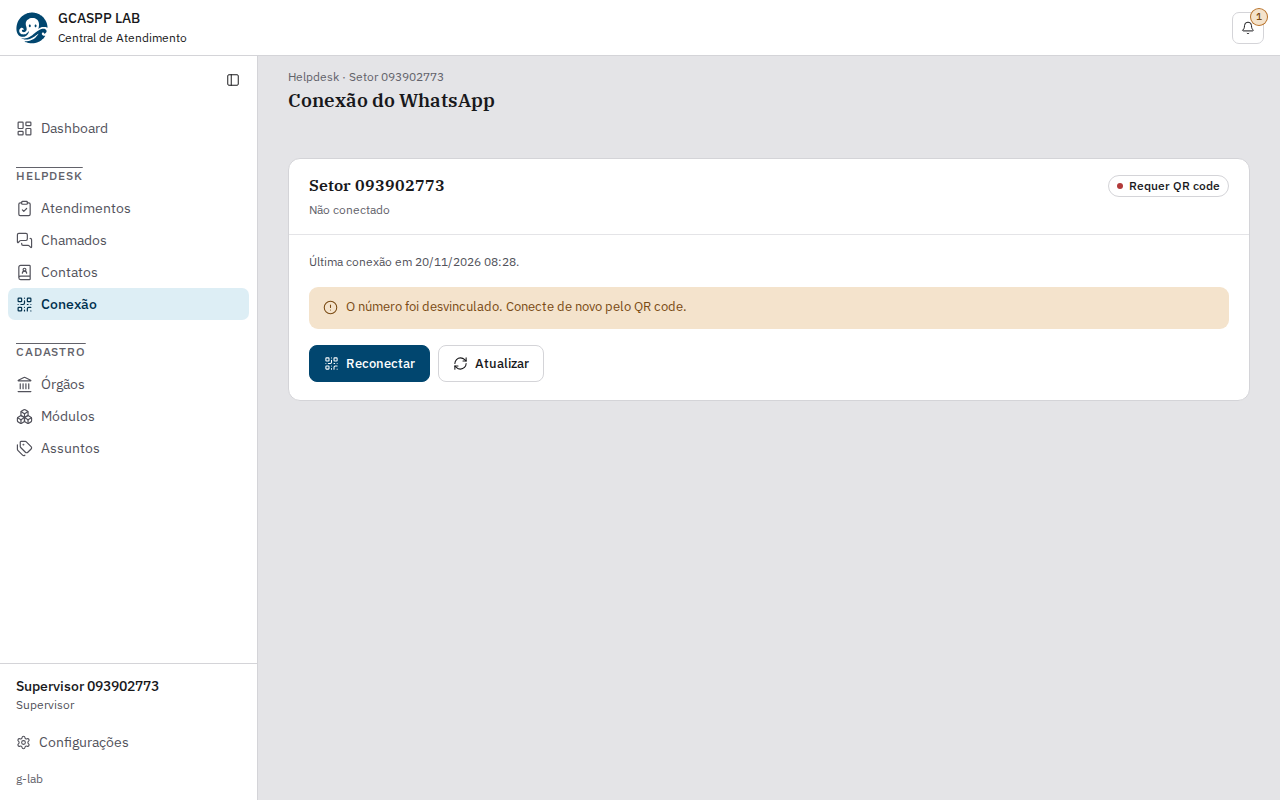 GCASPP LAB
Central de Atendimento
1
Dashboard
HELPDESK
Atendimentos
Chamados
Contatos
Conexão
CADASTRO
Órgãos
Módulos
Assuntos
Supervisor 093902773
Supervisor
Configurações
g-lab
Helpdesk · Setor 093902773
Conexão do WhatsApp
Setor 093902773
Requer QR code
Não conectado
Última conexão em 20/11/2026 08:28.
O número foi desvinculado. Conecte de novo pelo QR code.
Reconectar
Atualizar